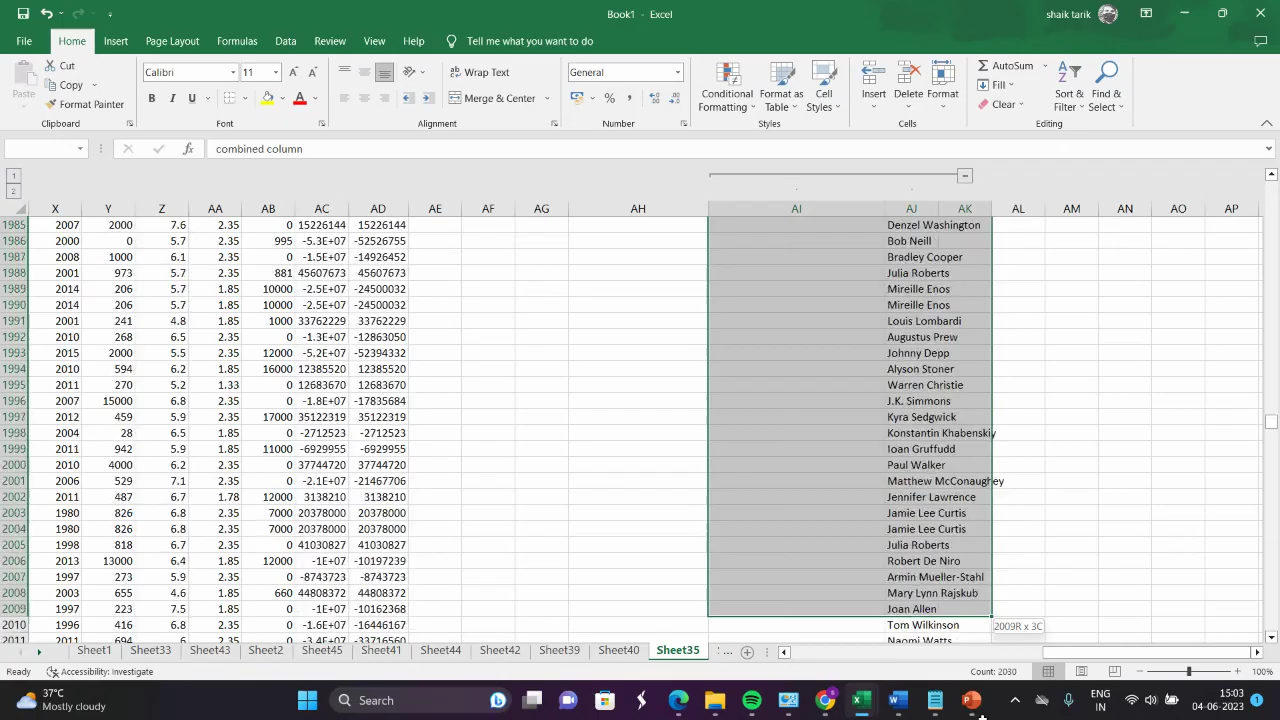 Book1 - Excel
shaik tarik
File Home Insert Page Layout Formulas Data Review View Help Tell me what you want to do
Paste Cut Copy Format Painter Clipboard
Calibri 11 B I U A Font
Wrap Text Merge & Center Alignment
General % , Number
Conditional Formatting Format as Table Cell Styles Styles
Insert Delete Format Cells
AutoSum Fill Clear Sort & Filter Find & Select Editing
fx combined column
1
2
X Y Z AA AB AC AD AE AF AG AH AI AJ AK AL AM AN AO AP
1985 2007 2000 7.6 2.35 0 15226144 15226144 Denzel Washington
1986 2000 0 5.7 2.35 995 -5.3E+07 -52526755 Bob Neill
1987 2008 1000 6.1 2.35 0 -1.5E+07 -14926452 Bradley Cooper
1988 2001 973 5.7 2.35 881 45607673 45607673 Julia Roberts
1989 2014 206 5.7 1.85 10000 -2.5E+07 -24500032 Mireille Enos
1990 2014 206 5.7 1.85 10000 -2.5E+07 -24500032 Mireille Enos
1991 2001 241 4.8 1.85 1000 33762229 33762229 Louis Lombardi
1992 2010 268 6.5 2.35 0 -1.3E+07 -12863050 Augustus Prew
1993 2015 2000 5.5 2.35 12000 -5.2E+07 -52394332 Johnny Depp
1994 2010 594 6.2 1.85 16000 12385520 12385520 Alyson Stoner
1995 2011 270 5.2 1.33 0 12683670 12683670 Warren Christie
1996 2007 15000 6.8 2.35 0 -1.8E+07 -17835684 J.K. Simmons
1997 2012 459 5.9 2.35 17000 35122319 35122319 Kyra Sedgwick
1998 2004 28 6.5 1.85 0 -2712523 -2712523 Konstantin Khabenskiy
1999 2011 942 5.9 1.85 11000 -6929955 -6929955 Ioan Gruffudd
2000 2010 4000 6.2 2.35 0 37744720 37744720 Paul Walker
2001 2006 529 7.1 2.35 0 -2.1E+07 -21467706 Matthew McConaughey
2002 2011 487 6.7 1.78 12000 3138210 3138210 Jennifer Lawrence
2003 1980 826 6.8 2.35 7000 20378000 20378000 Jamie Lee Curtis
2004 1980 826 6.8 2.35 7000 20378000 20378000 Jamie Lee Curtis
2005 1998 818 6.7 2.35 0 41030827 41030827 Julia Roberts
2006 2013 13000 6.4 2.35 12000 -1E+07 -10197239 Robert De Niro
2007 1997 273 5.9 2.35 0 -8743723 -8743723 Armin Mueller-Stahl
2008 2003 655 4.6 1.85 660 44808372 44808372 Mary Lynn Rajskub
2009 1997 223 7.5 1.85 0 -1E+07 -10162368 Joan Allen
2010 1996 416 6.8 2.35 0 -1.6E+07 -16446167 Tom Wilkinson 2009R x 3C
2011 2011 694 6 1.85 0 -3.4E+07 -33716560 Naomi Watts
Sheet1 Sheet33 Sheet43 Sheet2 Sheet45 Sheet41 Sheet44 Sheet42 Sheet39 Sheet40 Sheet35 ...
Ready Accessibility: Investigate Count: 2030 100%
37°C
Mostly cloudy
Search
6
1
ENG
IN
15:03
04-06-2023